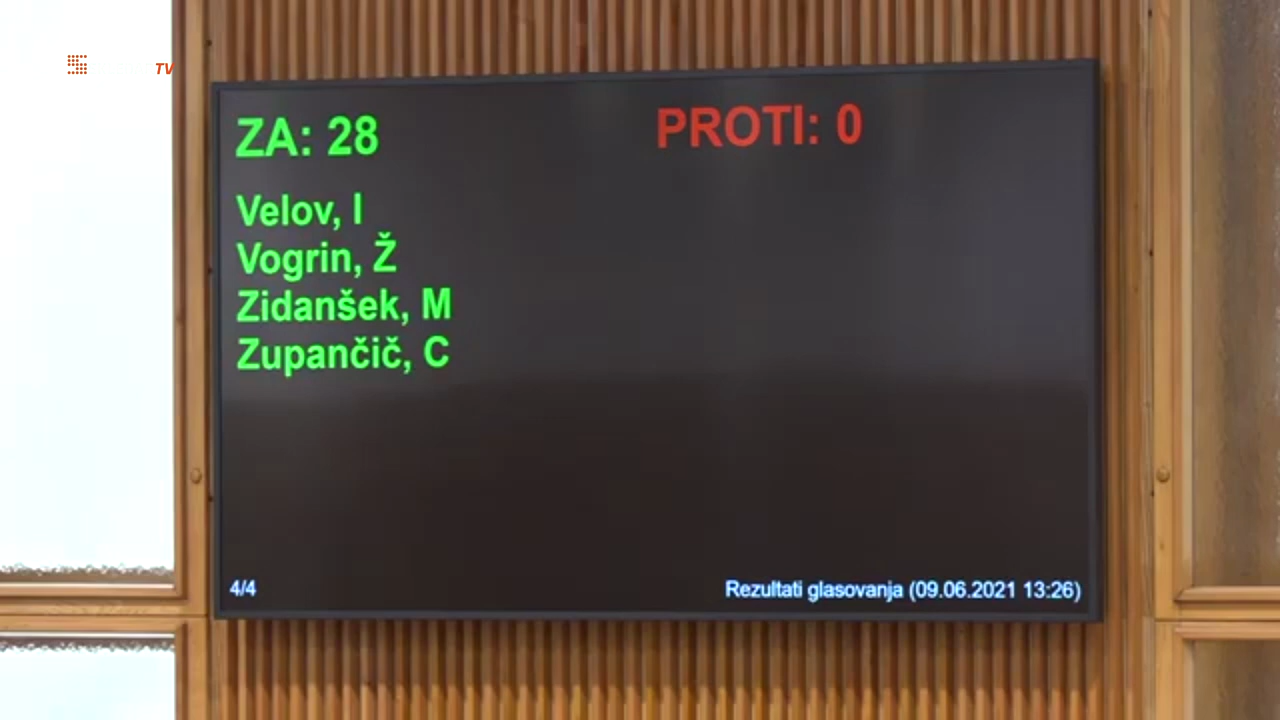 TV
ZA: 28
PROTI: 0
Velov, I
Vogrin, Ž
Zidanšek, M
Zupančič, C
4/4
Rezultati glasovanja (09.06.2021 13:26)